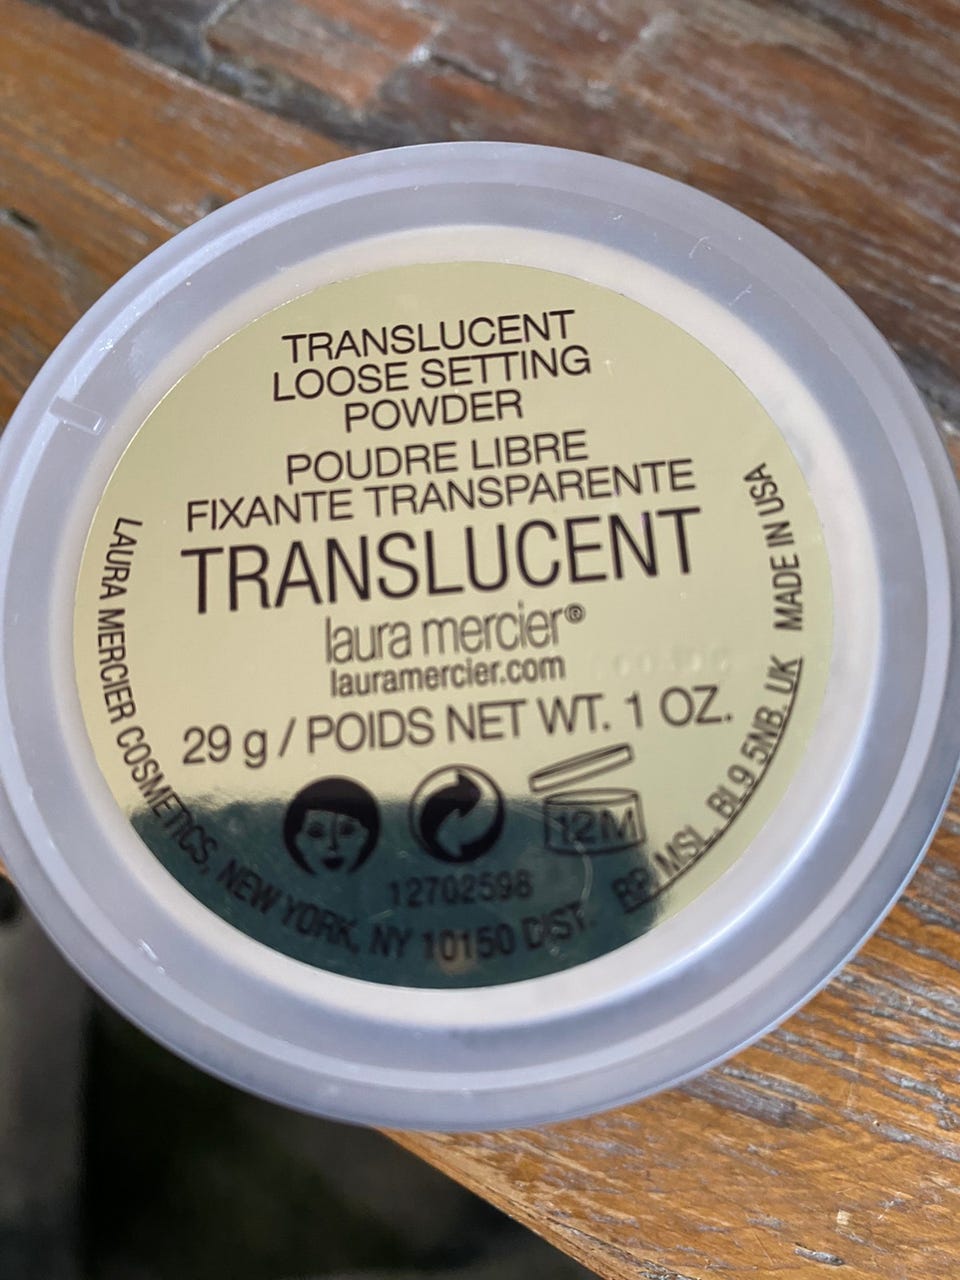 TRANSLUCENT
LOOSE SETTING
POWDER
POUDRE LIBRE
FIXANTE TRANSPARENTE
TRANSLUCENT
laura mercier®
lauramercier.com
29 g / POIDS NET WT. 1 OZ.
12M
12702598
LAURA MERCIER COSMETICS, NEW YORK, NY 10150 DIST.
RP: MSL, BL9 5NB. UK MADE IN USA